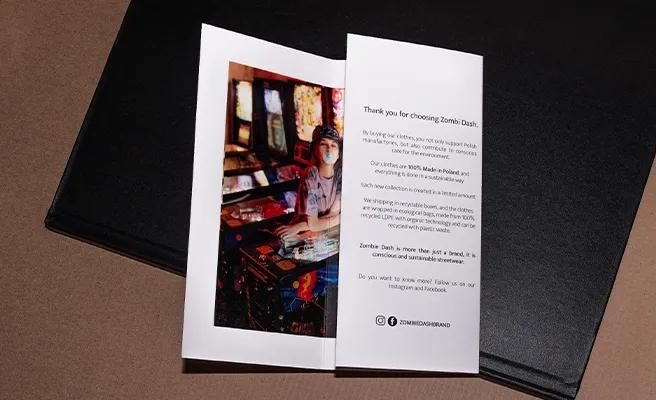 Thank you for choosing Zombi Dash.
By buying our clothes, you not only support Polish
manufactories, but also contribute to conscious
care for the environment.
Our clothes are 100% Made in Poland, and
everything is done in a sustainable way
Each new collection is created in a limited amount.
We shipping in recyclable boxes, and the clothes
are wrapped in ecological bags, made from 100%
recycled LDPE with organic technology and can be
recycled with plastic waste.
Zombie Dash is more than just a brand, it is
conscious and sustainable streetwear.
Do you want to know more? Follow us on our
Instagram and Facebook.
ZOMBIEDASHBRAND